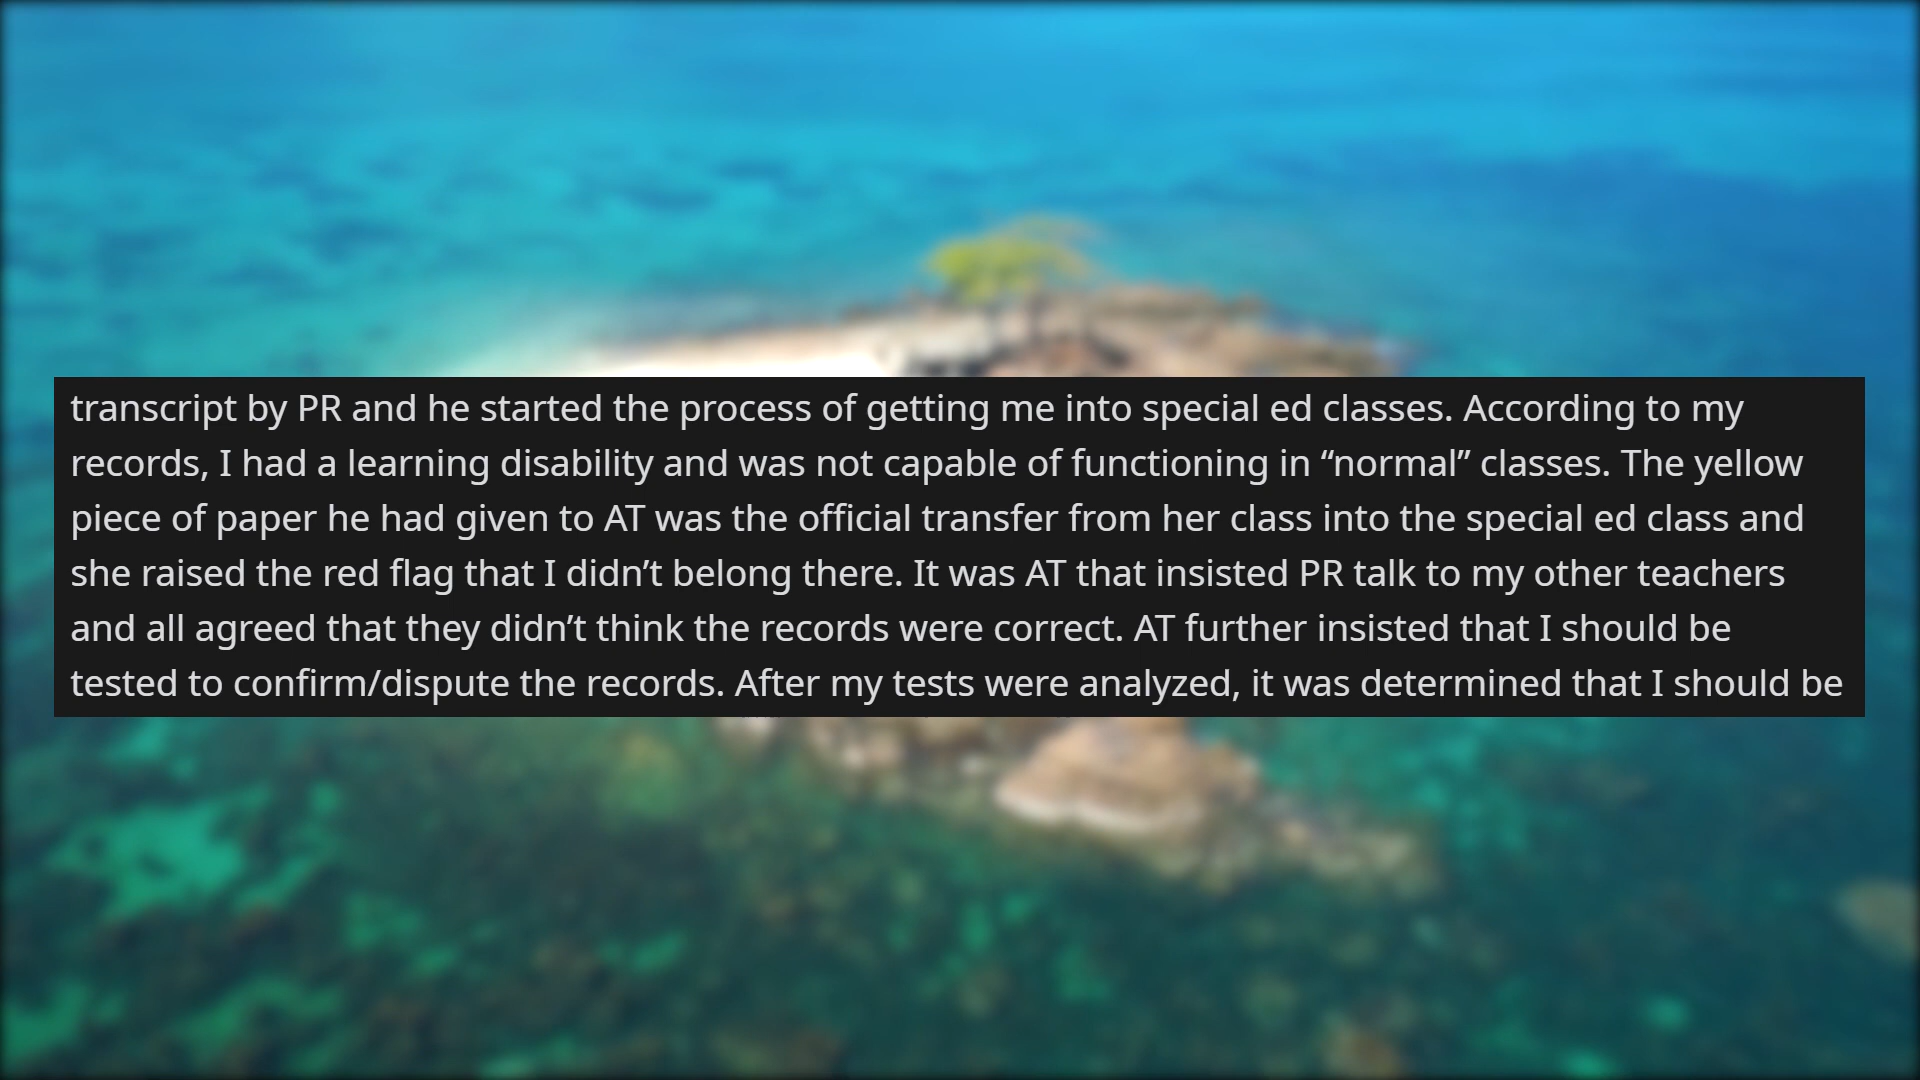 transcript by PR and he started the process of getting me into special ed classes. According to my
records, I had a learning disability and was not capable of functioning in “normal” classes. The yellow
piece of paper he had given to AT was the official transfer from her class into the special ed class and
she raised the red flag that I didn’t belong there. It was AT that insisted PR talk to my other teachers
and all agreed that they didn’t think the records were correct. AT further insisted that I should be
tested to confirm/dispute the records. After my tests were analyzed, it was determined that I should be